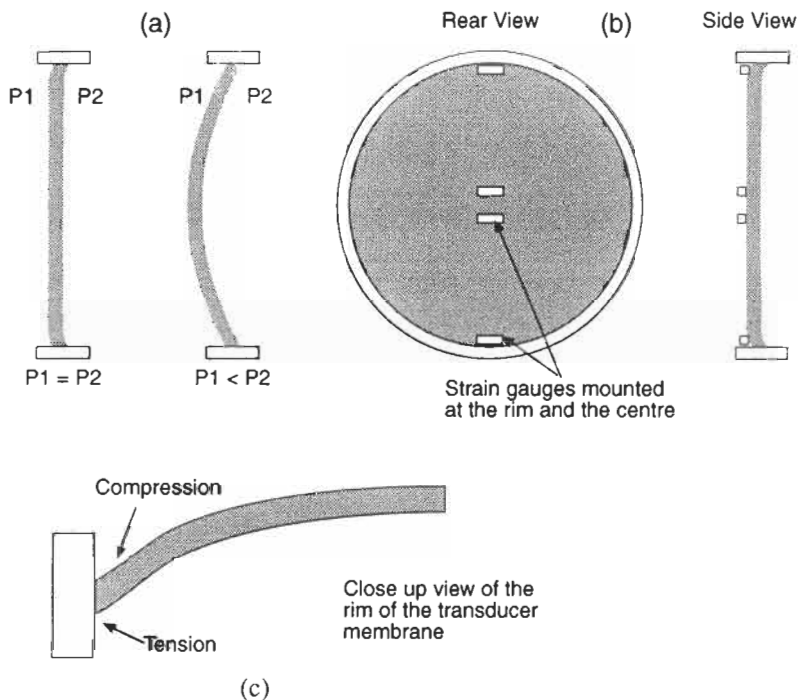 (a)
P1
P2
P1
P2
P1 = P2
P1 < P2
Rear View
(b)
Side View
Strain gauges mounted
at the rim and the centre
Compression
Tension
Close up view of the
rim of the transducer
membrane
(c)